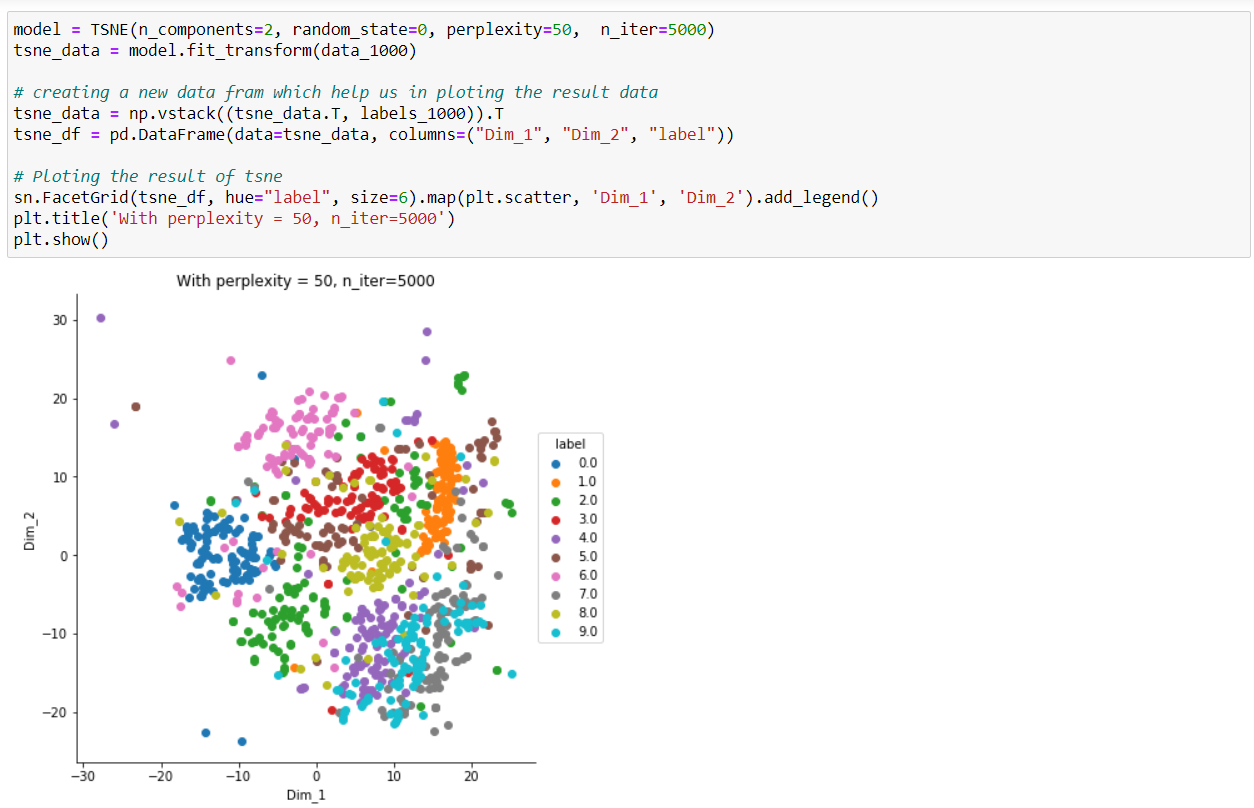 model = TSNE(n_components=2, random_state=0, perplexity=50,  n_iter=5000)
tsne_data = model.fit_transform(data_1000)
# creating a new data fram which help us in ploting the result data
tsne_data = np.vstack((tsne_data.T, labels_1000)).T
tsne_df = pd.DataFrame(data=tsne_data, columns=("Dim_1", "Dim_2", "label"))
# Ploting the result of tsne
sn.FacetGrid(tsne_df, hue="label", size=6).map(plt.scatter, 'Dim_1', 'Dim_2').add_legend()
plt.title('With perplexity = 50, n_iter=5000')
plt.show()
With perplexity = 50, n_iter=5000
30
20
10
0
−10
−20
Dim_2
−30
−20
−10
0
10
20
Dim_1
label
0.0
1.0
2.0
3.0
4.0
5.0
6.0
7.0
8.0
9.0